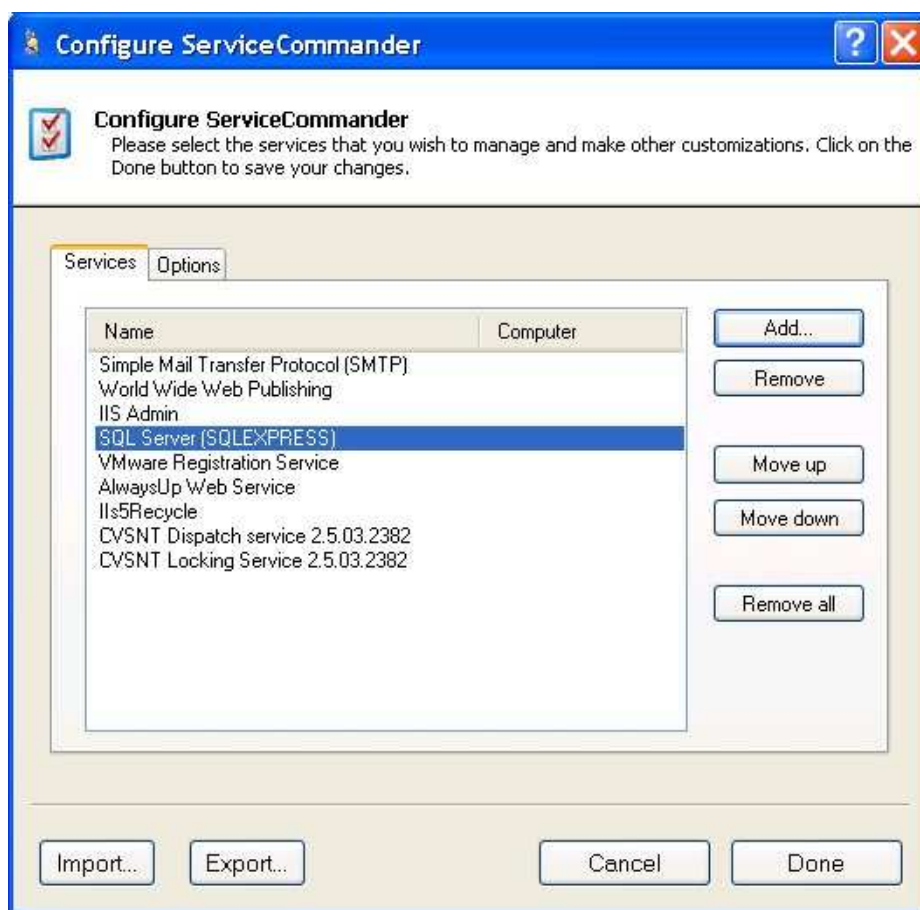 Configure ServiceCommander
Configure ServiceCommander
Please select the services that you wish to manage and make other customizations. Click on the
Done button to save your changes.
Services Options
Name Computer
Simple Mail Transfer Protocol (SMTP)
World Wide Web Publishing
IIS Admin
SQL Server (SQLEXPRESS)
VMware Registration Service
AlwaysUp Web Service
IIs5Recycle
CVSNT Dispatch service 2.5.03.2382
CVSNT Locking Service 2.5.03.2382
Add...
Remove
Move up
Move down
Remove all
Import... Export... Cancel Done